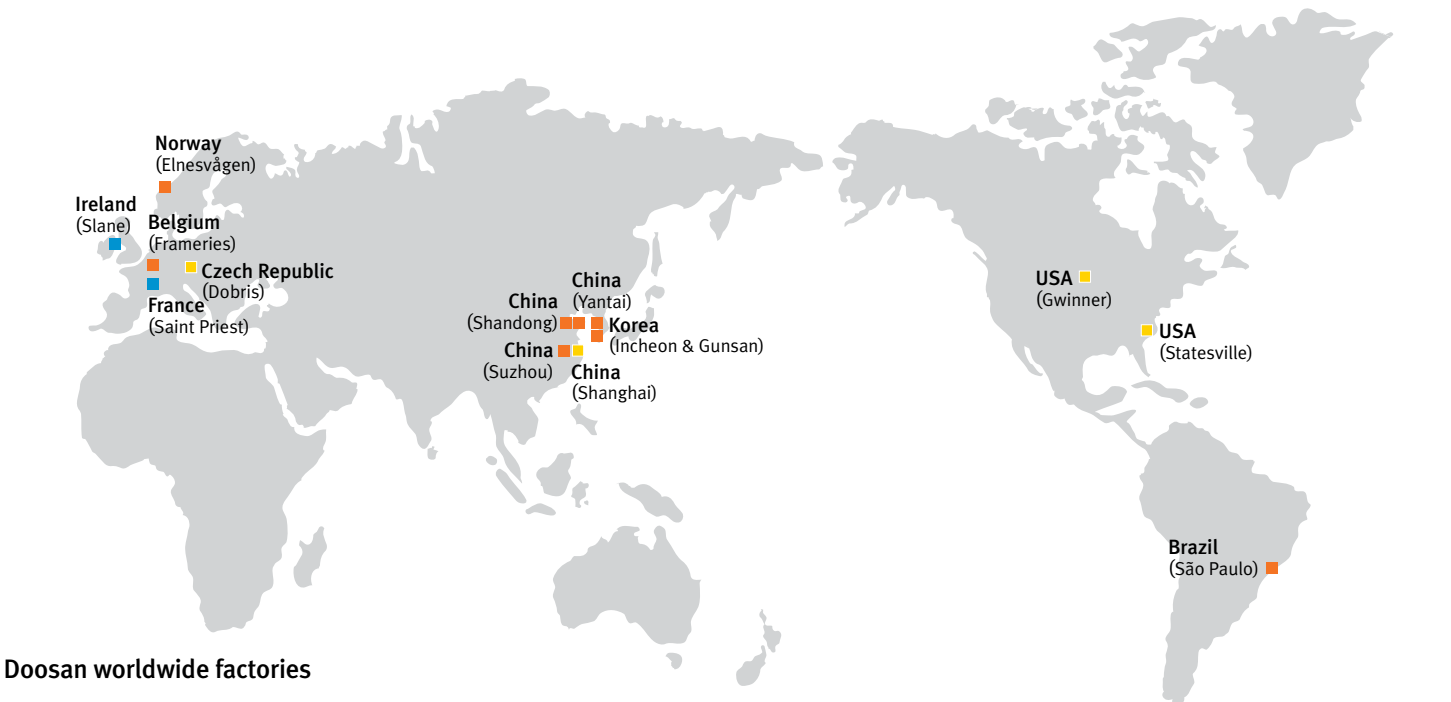 Norway
(Elnesvågen)
Ireland
(Slane)
Belgium
(Frameries)
Czech Republic
(Dobris)
France
(Saint Priest)
China
(Yantai)
China
(Shandong)
Korea
(Incheon & Gunsan)
China
(Suzhou)
China
(Shanghai)
USA
(Gwinner)
USA
(Statesville)
Brazil
(São Paulo)
Doosan worldwide factories